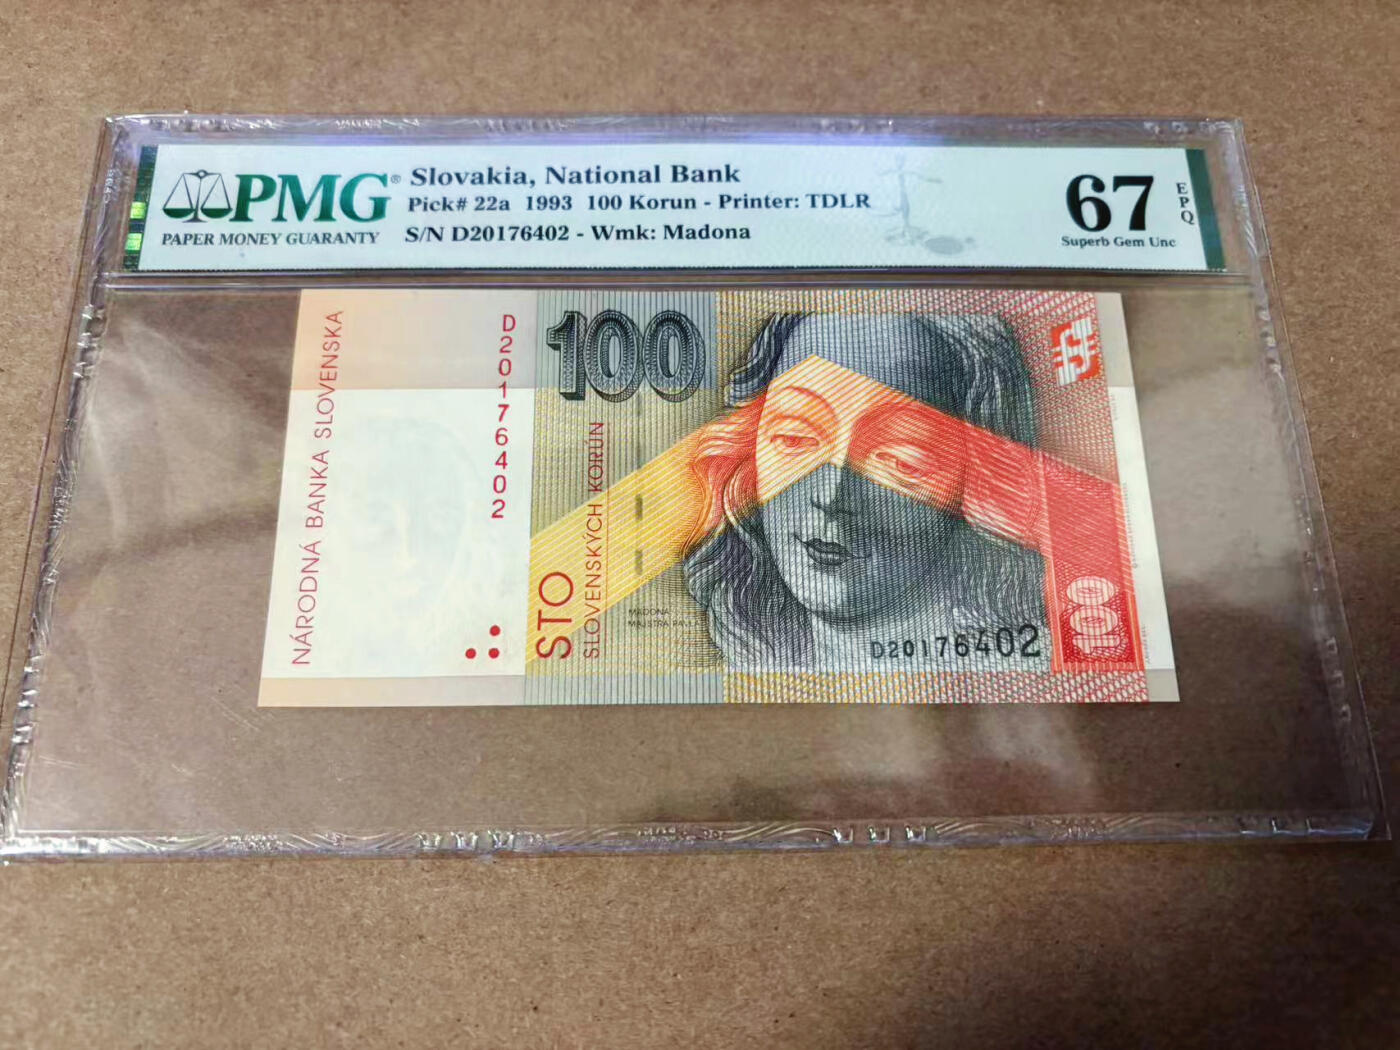 PMG®
PAPER MONEY GUARANTY
Slovakia, National Bank
Pick# 22a 1993 100 Korun - Printer: TDLR
S/N D20176402 - Wmk: Madona
67
EPQ
Superb Gem Unc
NÁRODNÁ BANKA SLOVENSKA
D20176402
100
STO
SLOVENSKÝCH KORÚN
MADONA
MAJSTRA PAVLA
D20176402
100